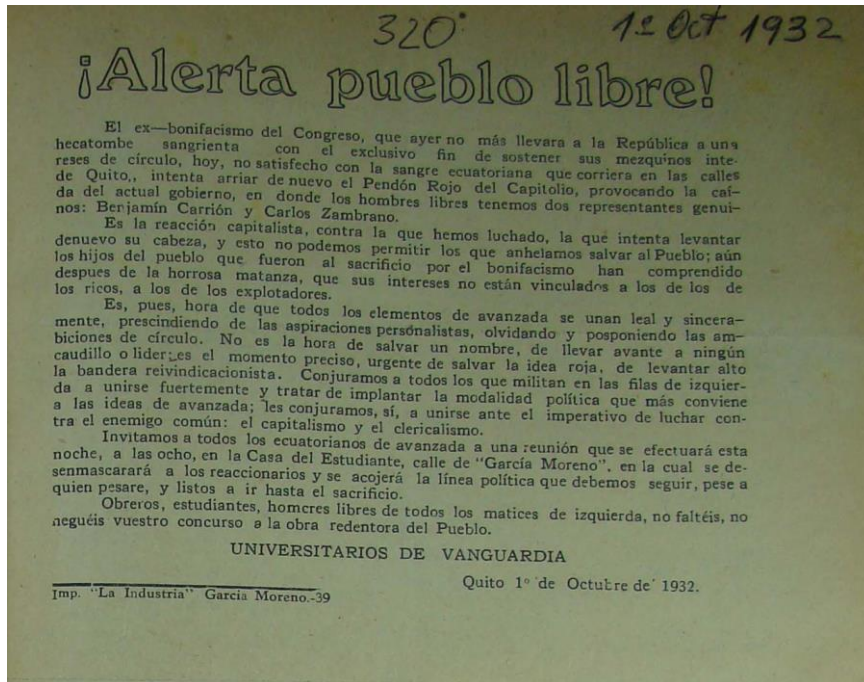 320°
1º Oct 1932
¡Alerta pueblo libre!
El ex—bonifacismo del Congreso, que ayer no más llevara a la República a una
hecatombe sangrienta con el exclusivo fin de sostener sus mezquinos inte-
reses de círculo, hoy, no satisfecho con la sangre ecuatoriana que corriera en las calles
de Quito,, intenta arriar de nuevo el Pendón Rojo del Capitolio, provocando la caí-
da del actual gobierno, en donde los hombres libres tenemos dos representantes genui-
nos: Benjamín Carrión y Carlos Zambrano.
Es la reacción capitalista, contra la que hemos luchado, la que intenta levantar
denuevo su cabeza, y esto no podemos permitir los que anhelamos salvar al Pueblo; aún
los hijos del pueblo que fueron al sacrificio por el bonifacismo han comprendido
despues de la horrosa matanza, que sus intereses no están vinculados a los de los de
los ricos, a los de los explotadores.
Es, pues, hora de que todos los elementos de avanzada se unan leal y sincera-
mente, prescindiendo de las aspiraciones personalistas, olvidando y posponiendo las am-
biciones de círculo. No es la hora de salvar un nombre, de llevar avante a ningún
caudillo o lider; es el momento preciso, urgente de salvar la idea roja, de levantar alto
la bandera reivindicacionista. Conjuramos a todos los que militan en las filas de izquier-
da a unirse fuertemente y tratar de implantar la modalidad política que más conviene
a las ideas de avanzada; les conjuramos, sí, a unirse ante el imperativo de luchar con-
tra el enemigo común: el capitalismo y el clericalismo.
Invitamos a todos los ecuatorianos de avanzada a una reunión que se efectuará esta
noche, a las ocho, en la Casa del Estudiante, calle de "García Moreno", en la cual se de-
senmascarará a los reaccionarios y se acojerá la línea política que debemos seguir, pese a
quien pesare, y listos a ir hasta el sacrificio.
Obreros, estudiantes, homcres libres de todos los matices de izquierda, no faltéis, no
neguéis vuestro concurso a la obra redentora del Pueblo.
UNIVERSITARIOS DE VANGUARDIA
Quito 1º de Octubre de 1932.
Imp. "La Industria" Garcia Moreno.-39